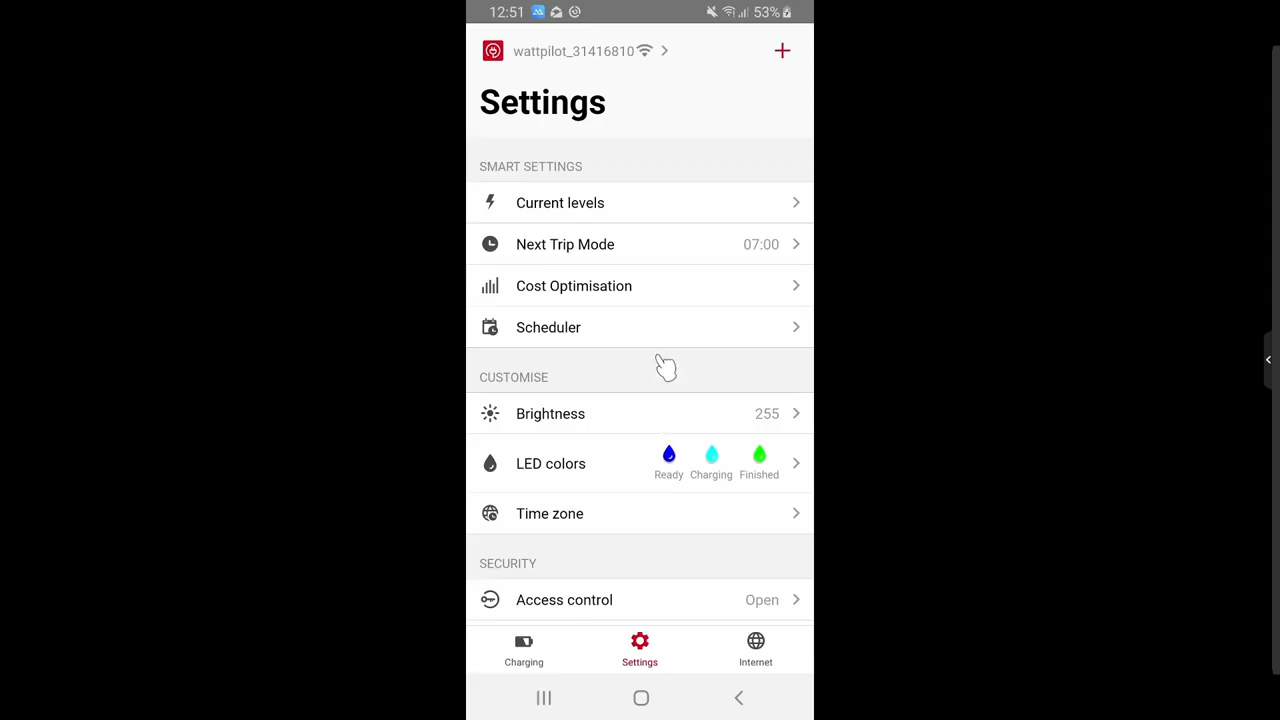 12:51 53%
wattpilot_31416810
Settings
SMART SETTINGS
Current levels
Next Trip Mode 07:00
Cost Optimisation
Scheduler
CUSTOMISE
Brightness 255
LED colors Ready Charging Finished
Time zone
SECURITY
Access control Open
Charging Settings Internet